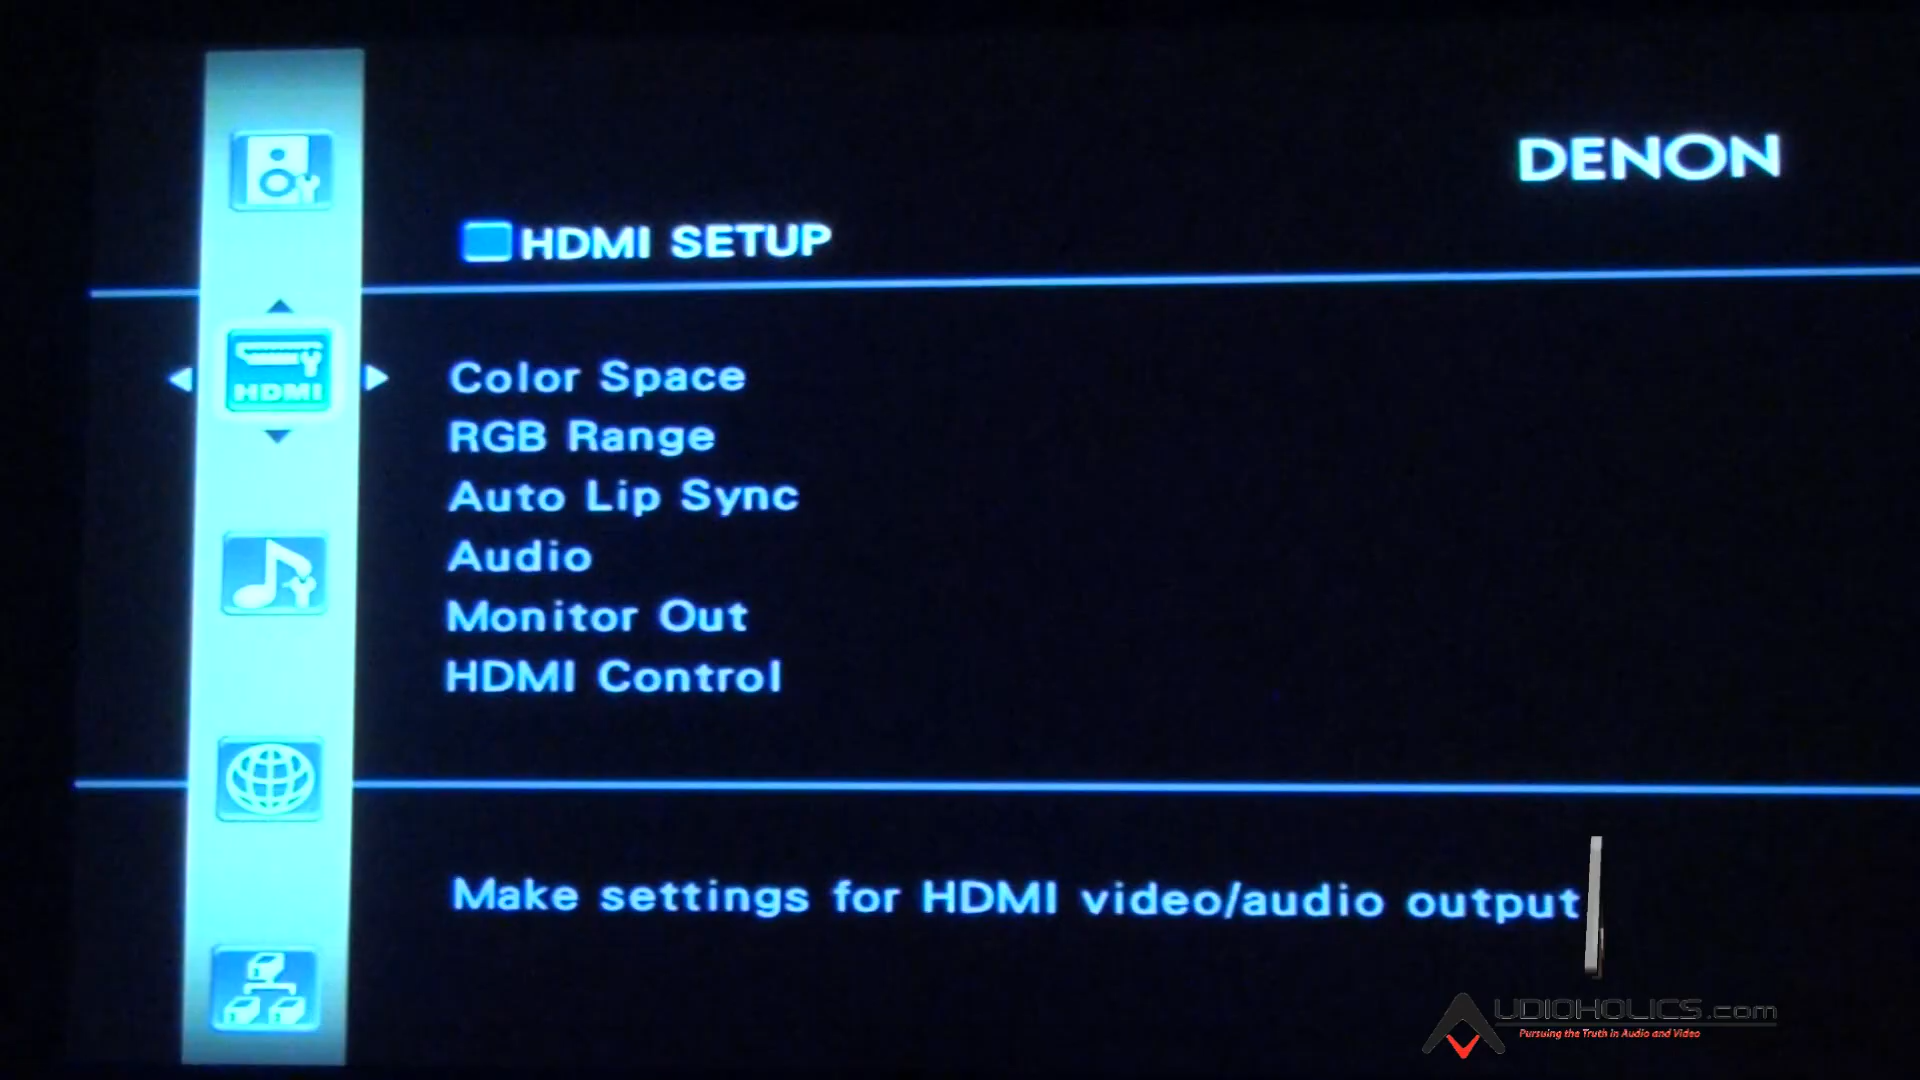 DENON
HDMI SETUP
HDMI
Color Space
RGB Range
Auto Lip Sync
Audio
Monitor Out
HDMI Control
Make settings for HDMI video/audio output
AUDIOHOLICS.com
Pursuing the Truth in Audio and Video